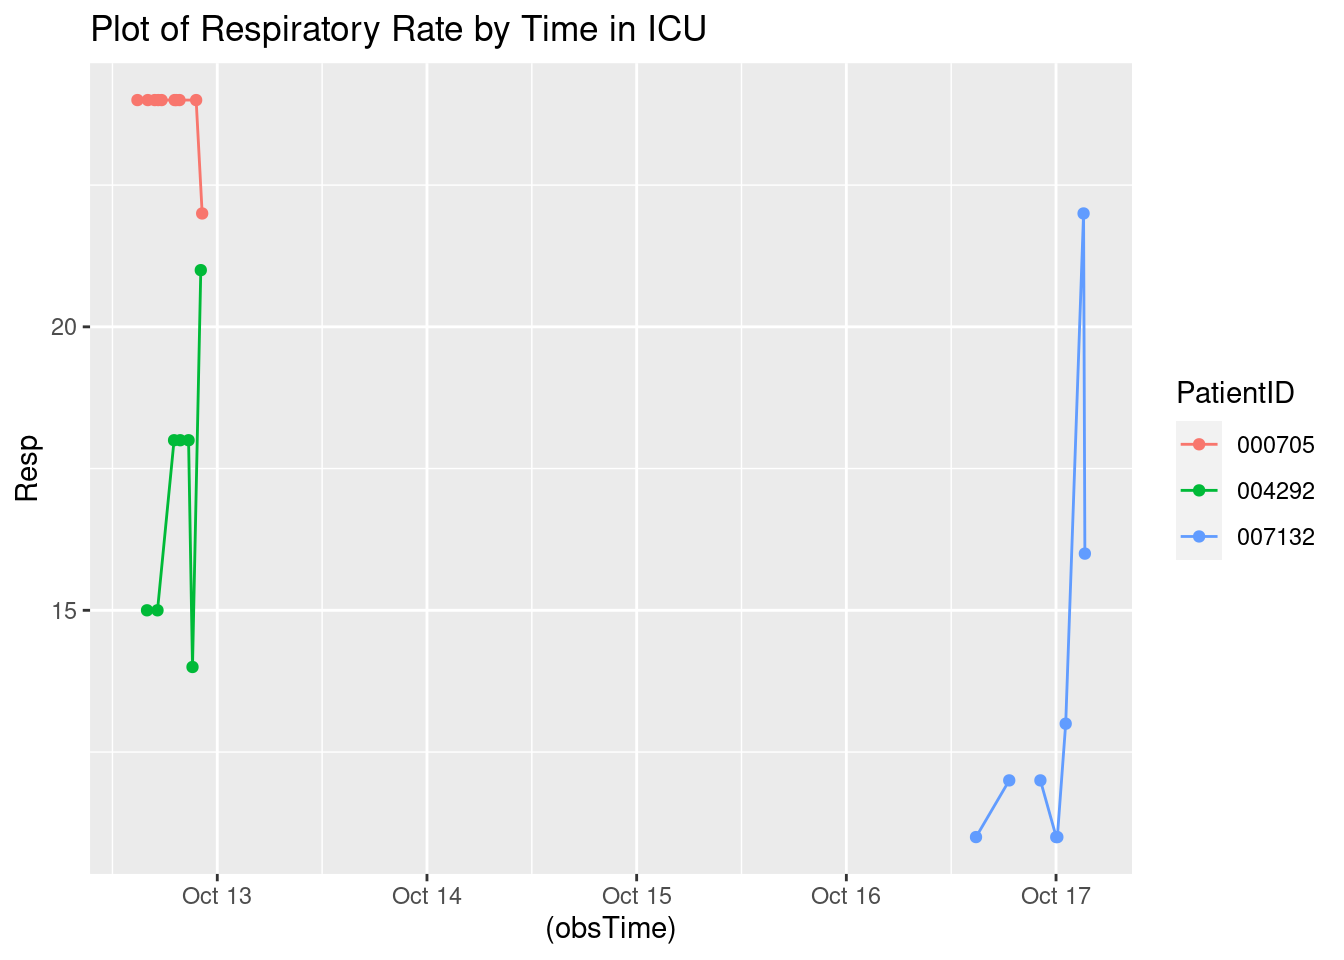 Plot of Respiratory Rate by Time in ICU
Resp
20
15
Oct 13
Oct 14
Oct 15
Oct 16
Oct 17
(obsTime)
PatientID
000705
004292
007132